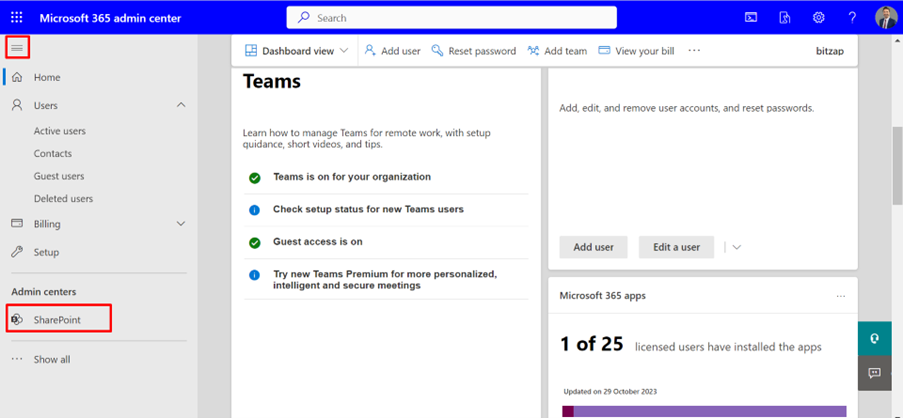 Microsoft 365 admin center
Search
?
Dashboard view
Add user
Reset password
Add team
View your bill
...
bitzap
Home
Users
Active users
Contacts
Guest users
Deleted users
Billing
Setup
Admin centers
SharePoint
... Show all
Teams
Learn how to manage Teams for remote work, with setup
guidance, short videos, and tips.
Teams is on for your organization
Check setup status for new Teams users
Guest access is on
Try new Teams Premium for more personalized,
intelligent and secure meetings
Add, edit, and remove user accounts, and reset passwords.
Add user
Edit a user
Microsoft 365 apps
...
1 of 25 licensed users have installed the apps
Updated on 29 October 2023